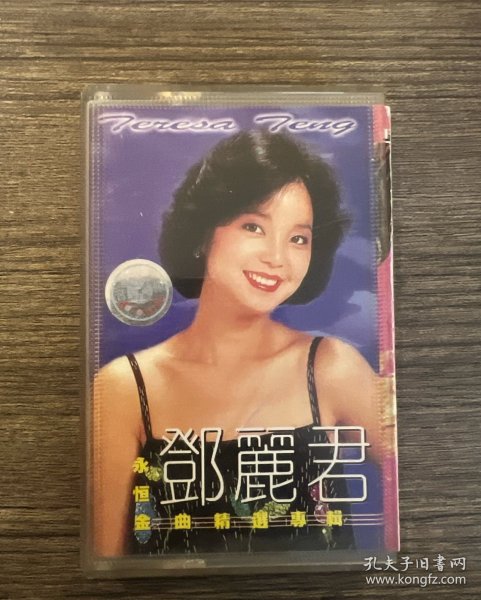 Teresa Teng
鄧麗君
永恒
金曲精選專輯
孔夫子旧书网
www.kongfz.com